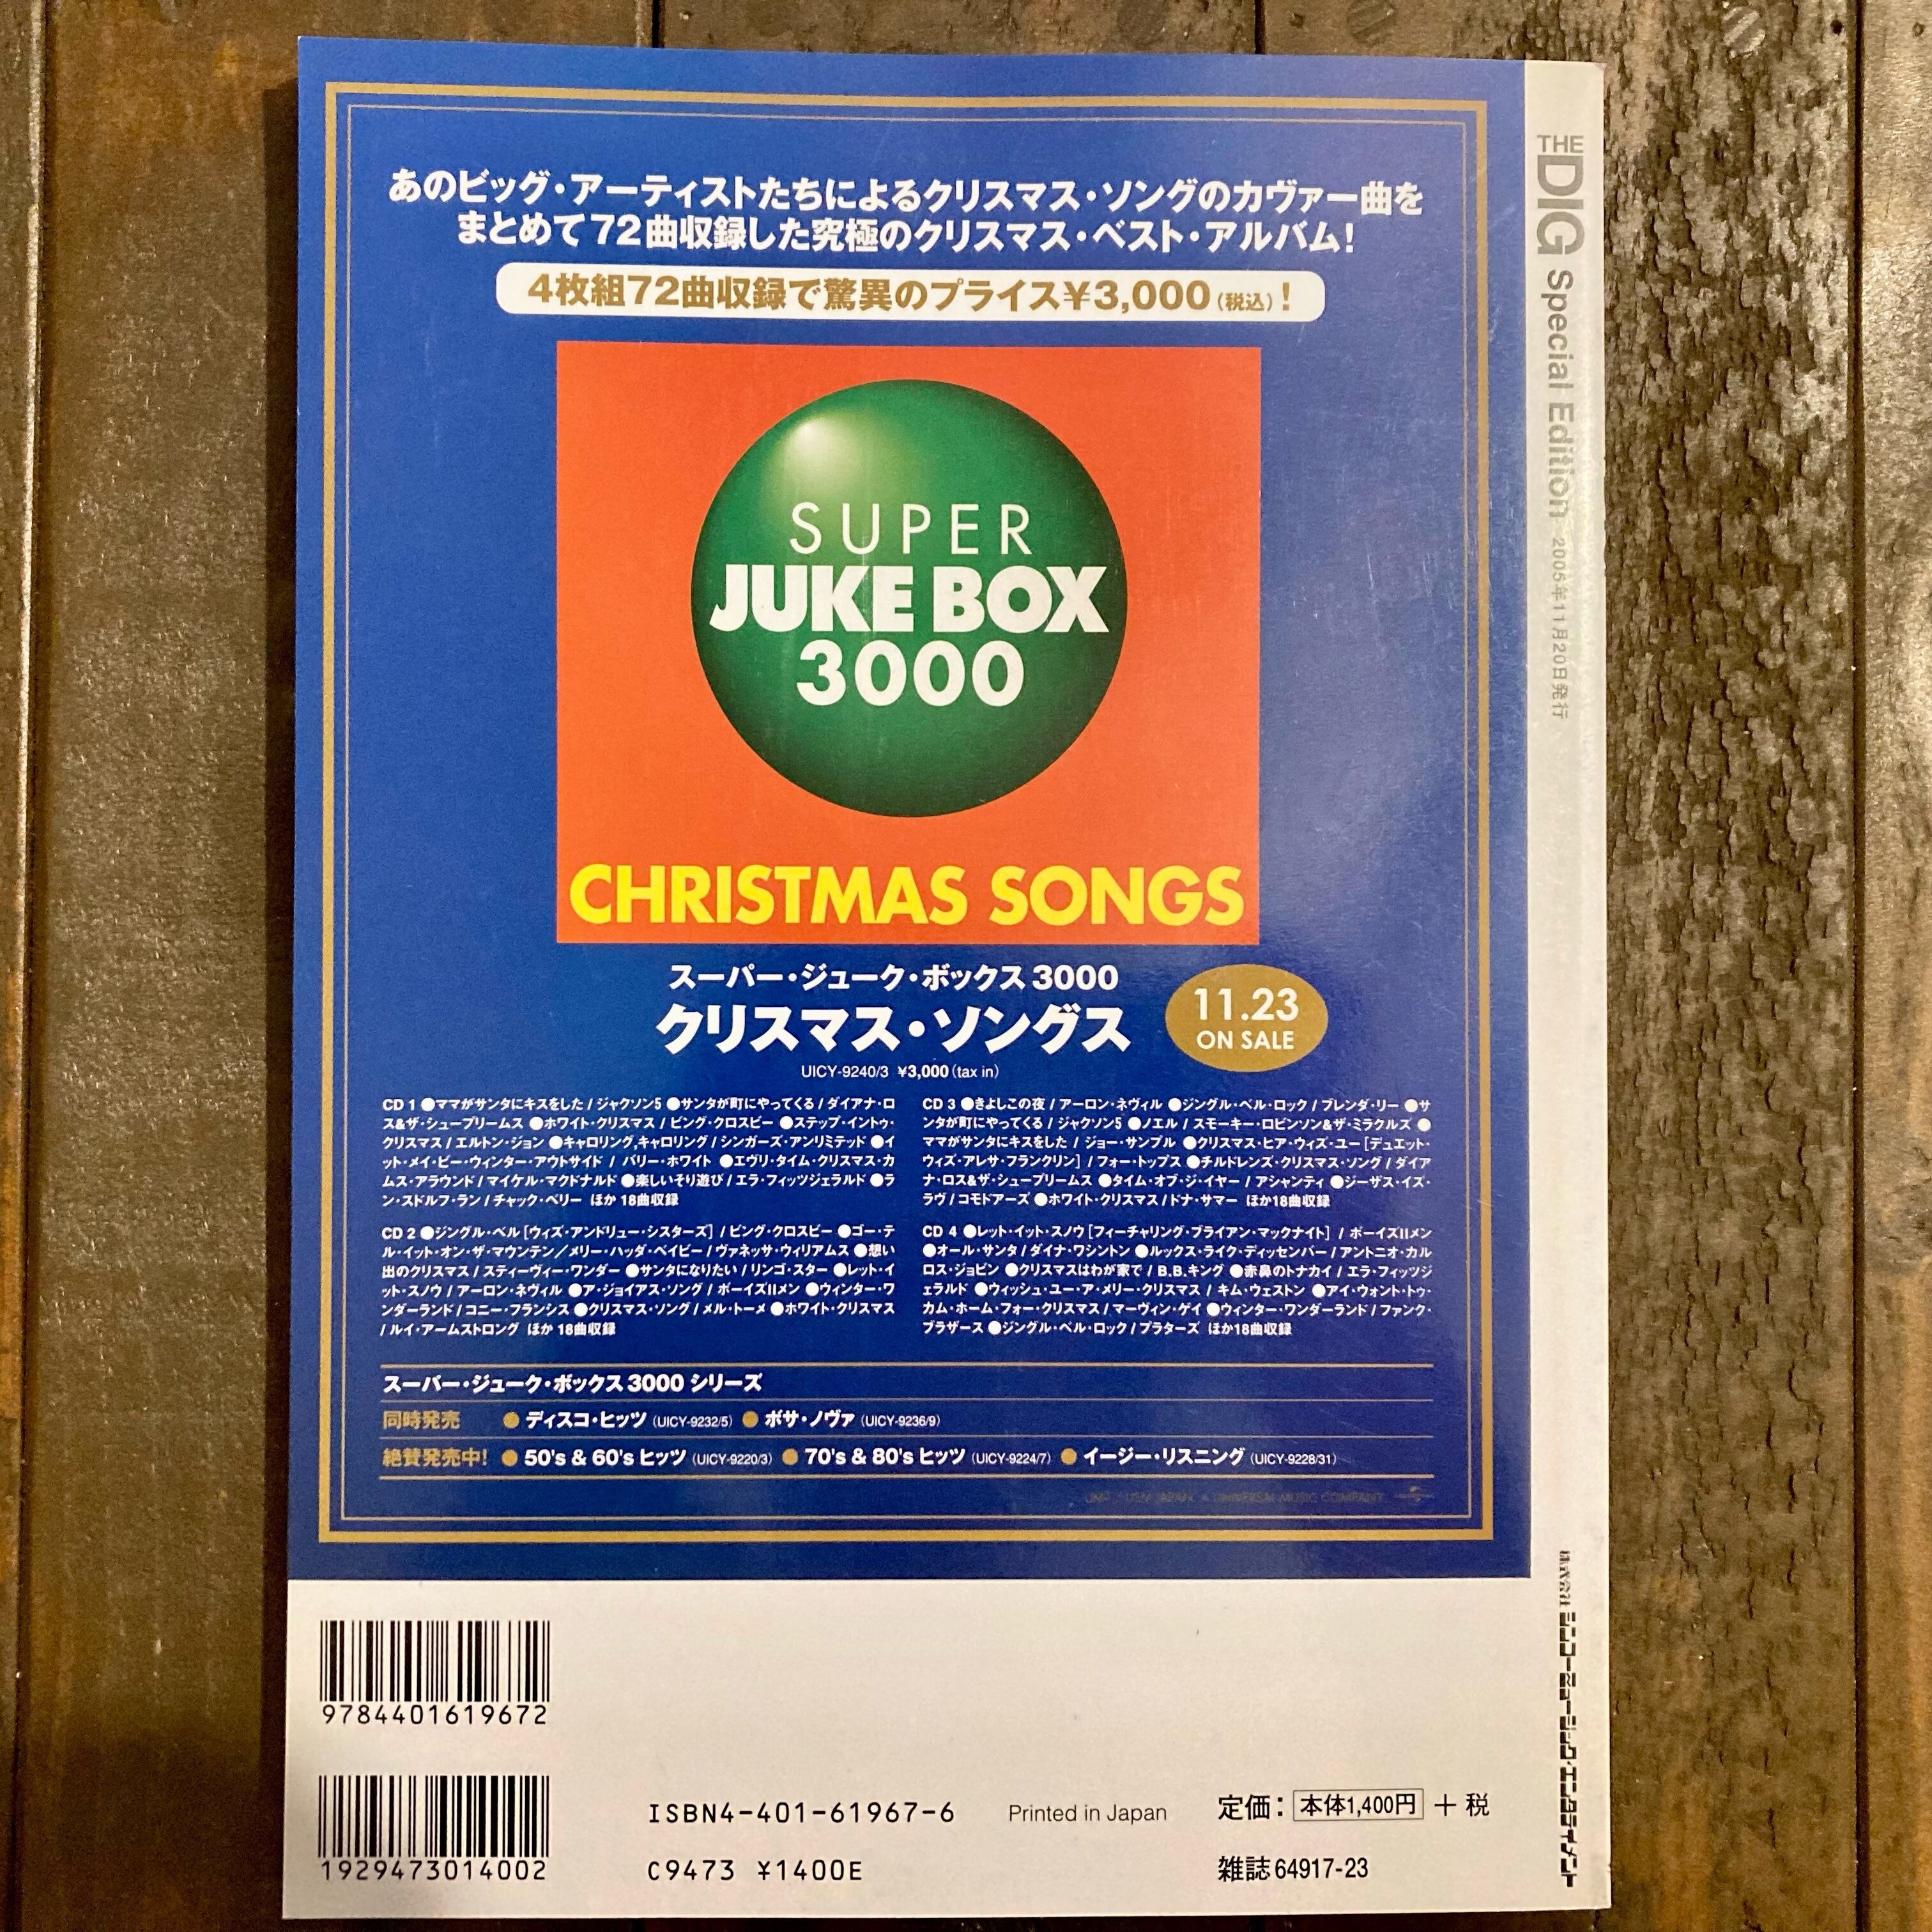 あのビッグ・アーティストたちによるクリスマス・ソングのカヴァー曲を
まとめて72曲収録した究極のクリスマス・ベスト・アルバム!
4枚組72曲収録で驚異のプライス¥3,000(税込)!
SUPER
JUKE BOX
3000
CHRISTMAS SONGS
スーパー・ジューク・ボックス3000
クリスマス・ソングス
11.23
ON SALE
UICY-9240/3 ¥3,000(tax in)
CD 1 ●ママがサンタにキスをした / ジャクソン5 ●サンタが町にやってくる / ダイアナ・ロ
ス&ザ・シュープリームス ●ホワイト・クリスマス / ビング・クロスビー ●ステップ・イントゥ・
クリスマス / エルトン・ジョン ●キャロリング,キャロリング / シンガーズ・アンリミテッド ●イ
ット・メイ・ビー・ウィンター・アウトサイド / バリー・ホワイト ●エヴリ・タイム・クリスマス・カ
ムス・アラウンド / マイケル・マクドナルド ●楽しいそり遊び / エラ・フィッツジェラルド ●ラ
ン・スドルフ・ラン / チャック・ベリー ほか 18曲収録
CD 2 ●ジングル・ベル [ウィズ・アンドリュー・シスターズ] / ビング・クロスビー ●ゴー・テ
ル・イット・オン・ザ・マウンテン/メリー・ハッダ・ベイビー / ヴァネッサ・ウィリアムス ●想い
出のクリスマス / スティーヴィー・ワンダー ●サンタになりたい / リンゴ・スター ●レット・イ
ット・スノウ / アーロン・ネヴィル ●ア・ジョイアス・ソング / ボーイズIIメン ●ウィンター・ワ
ンダーランド / コニー・フランシス ●クリスマス・ソング / メル・トーメ ●ホワイト・クリスマス
/ ルイ・アームストロング ほか 18曲収録
CD 3 ●きよしこの夜 / アーロン・ネヴィル ●ジングル・ベル・ロック / ブレンダ・リー ●サ
ンタが町にやってくる / ジャクソン5 ●ノエル / スモーキー・ロビンソン&ザ・ミラクルズ ●
ママがサンタにキスをした / ジョー・サンプル ●クリスマス・ヒア・ウィズ・ユー [デュエット・
ウィズ・アレサ・フランクリン] / フォー・トップス ●チルドレンズ・クリスマス・ソング / ダイア
ナ・ロス&ザ・シュープリームス ●タイム・オブ・ジ・イヤー / アシャンティ ●ジーザス・イズ・
ラヴ / コモドアーズ ●ホワイト・クリスマス / ドナ・サマー ほか18曲収録
CD 4 ●レット・イット・スノウ [フィーチャリング・ブライアン・マックナイト] / ボーイズIIメン
●オール・サンタ / ダイナ・ワシントン ●ルックス・ライク・ディッセンバー / アントニオ・カル
ロス・ジョビン ●クリスマスはわが家で / B.B.キング ●赤鼻のトナカイ / エラ・フィッツジ
ェラルド ●ウィッシュ・ユー・ア・メリー・クリスマス / キム・ウェストン ●アイ・ウォント・トゥ・
カム・ホーム・フォー・クリスマス / マーヴィン・ゲイ ●ウィンター・ワンダーランド / ファンク・
ブラザース ●ジングル・ベル・ロック / プラターズ ほか18曲収録
スーパー・ジューク・ボックス3000 シリーズ
同時発売 ●ディスコ・ヒッツ (UICY-9232/5) ●ボサ・ノヴァ (UICY-9236/9)
絶賛発売中! ●50's & 60's ヒッツ (UICY-9220/3) ●70's & 80's ヒッツ (UICY-9224/7) ●イージー・リスニング (UICY-9228/31)
A UNIVERSAL MUSIC COMPANY
9784401619672
1929473014002
ISBN4-401-61967-6
C9473 ¥1400E
Printed in Japan
定価:本体1,400円+税
雑誌 64917-23
THE DIG Special Edition 2005年11月20日発行
株式会社 シンコーミュージック・エンタテイメント